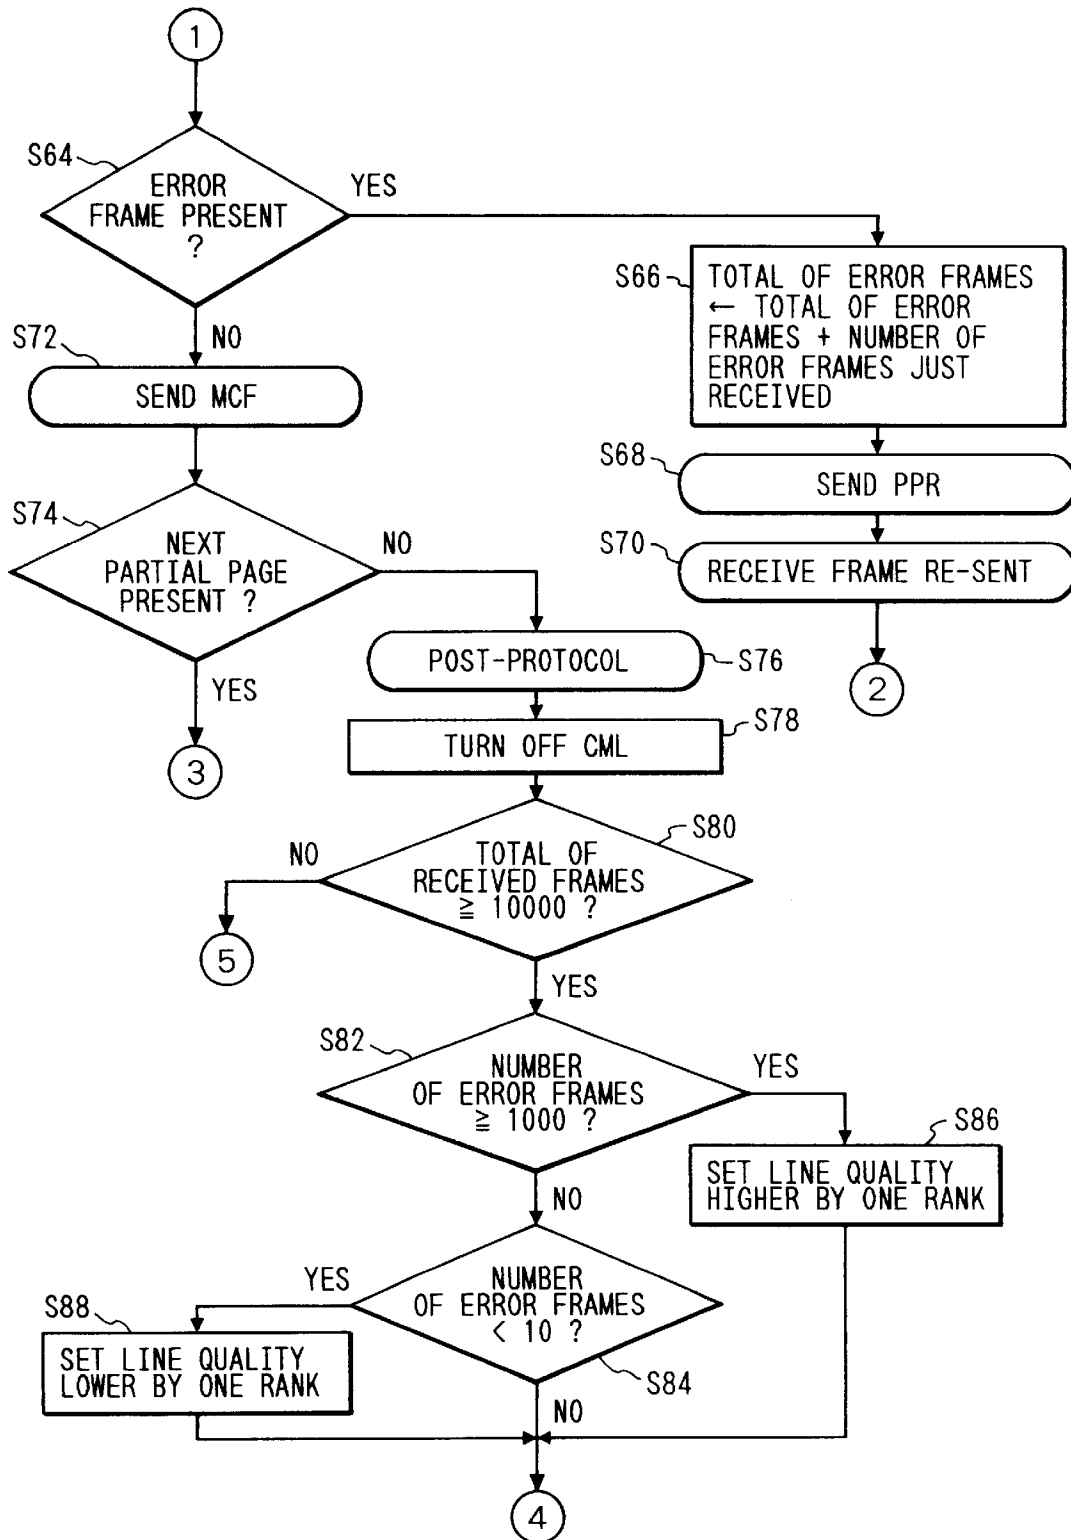 1
S64
ERROR
FRAME PRESENT
?
YES
NO
S66
TOTAL OF ERROR FRAMES
← TOTAL OF ERROR
FRAMES + NUMBER OF
ERROR FRAMES JUST
RECEIVED
S72
SEND MCF
S68
SEND PPR
S74
NEXT
PARTIAL PAGE
PRESENT ?
NO
YES
S70
RECEIVE FRAME RE-SENT
2
3
POST-PROTOCOL
S76
TURN OFF CML
S78
S80
TOTAL OF
RECEIVED FRAMES
≧ 10000 ?
NO
5
YES
S82
NUMBER
OF ERROR FRAMES
≧ 1000 ?
YES
NO
S86
SET LINE QUALITY
HIGHER BY ONE RANK
NUMBER
OF ERROR FRAMES
< 10 ?
S84
YES
NO
S88
SET LINE QUALITY
LOWER BY ONE RANK
4